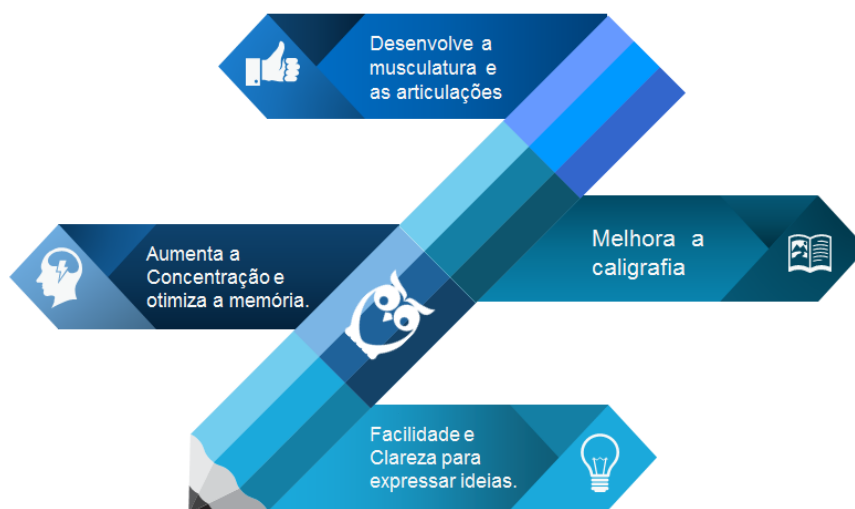 Desenvolve a
musculatura e
as articulações
Melhora a
caligrafia
Aumenta a
Concentração e
otimiza a memória.
Facilidade e
Clareza para
expressar ideias.